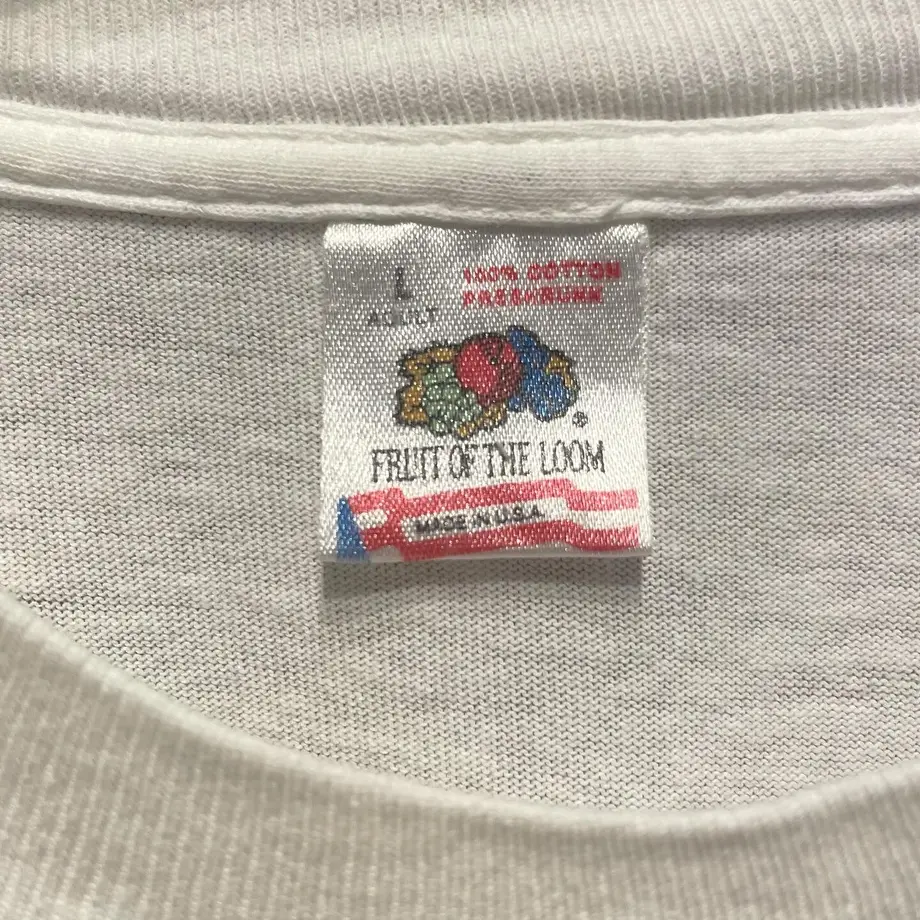 L
ADULT
100% COTTON
PRESHRUNK
FRUIT OF THE LOOM
®
MADE IN U.S.A.